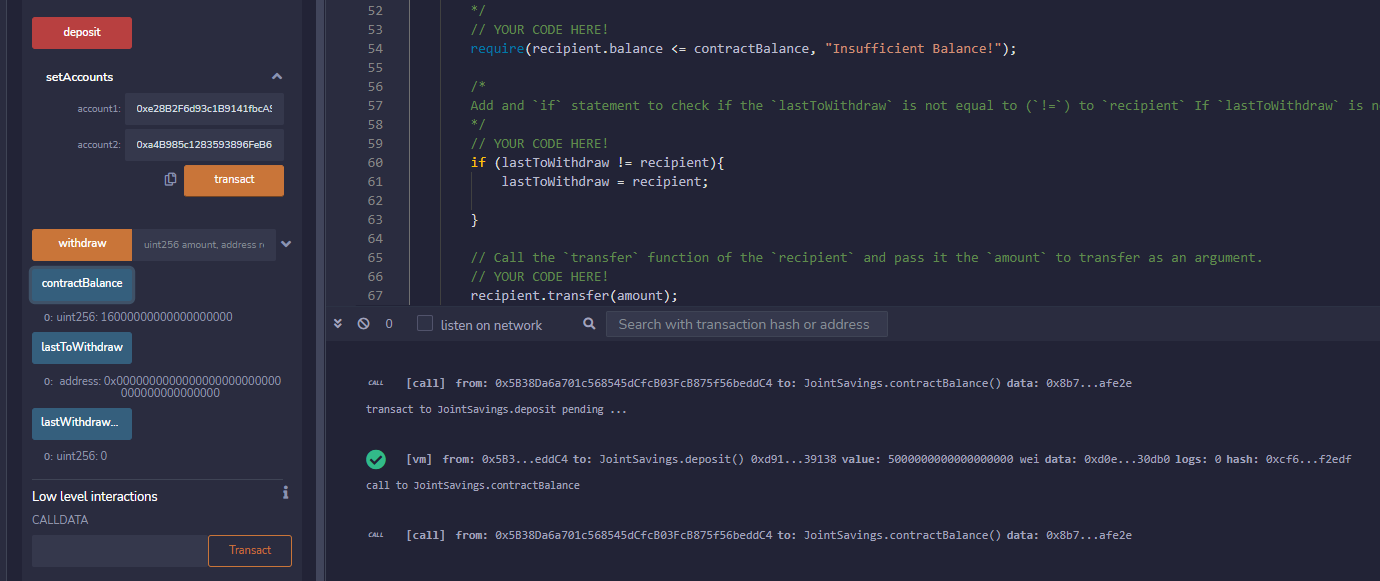 deposit
setAccounts
account1: 0xe28B2F6d93c1B9141fbcAS
account2: 0xa4B985c1283593896FeB6
transact
withdraw uint256 amount, address re
contractBalance
0: uint256: 16000000000000000000
lastToWithdraw
0: address: 0x0000000000000000000000000
000000000000000
lastWithdraw...
0: uint256: 0
Low level interactions
CALLDATA
Transact
52 */
53 // YOUR CODE HERE!
54 require(recipient.balance <= contractBalance, "Insufficient Balance!");
55
56 /*
57 Add and `if` statement to check if the `lastToWithdraw` is not equal to (`!=`) to `recipient` If `lastToWithdraw` is n
58 */
59 // YOUR CODE HERE!
60 if (lastToWithdraw != recipient){
61 lastToWithdraw = recipient;
62
63 }
64
65 // Call the `transfer` function of the `recipient` and pass it the `amount` to transfer as an argument.
66 // YOUR CODE HERE!
67 recipient.transfer(amount);
0 listen on network Search with transaction hash or address
CALL [call] from: 0x5B38Da6a701c568545dCfcB03FcB875f56beddC4 to: JointSavings.contractBalance() data: 0x8b7...afe2e
transact to JointSavings.deposit pending ...
[vm] from: 0x5B3...eddC4 to: JointSavings.deposit() 0xd91...39138 value: 5000000000000000000 wei data: 0xd0e...30db0 logs: 0 hash: 0xcf6...f2edf
call to JointSavings.contractBalance
CALL [call] from: 0x5B38Da6a701c568545dCfcB03FcB875f56beddC4 to: JointSavings.contractBalance() data: 0x8b7...afe2e